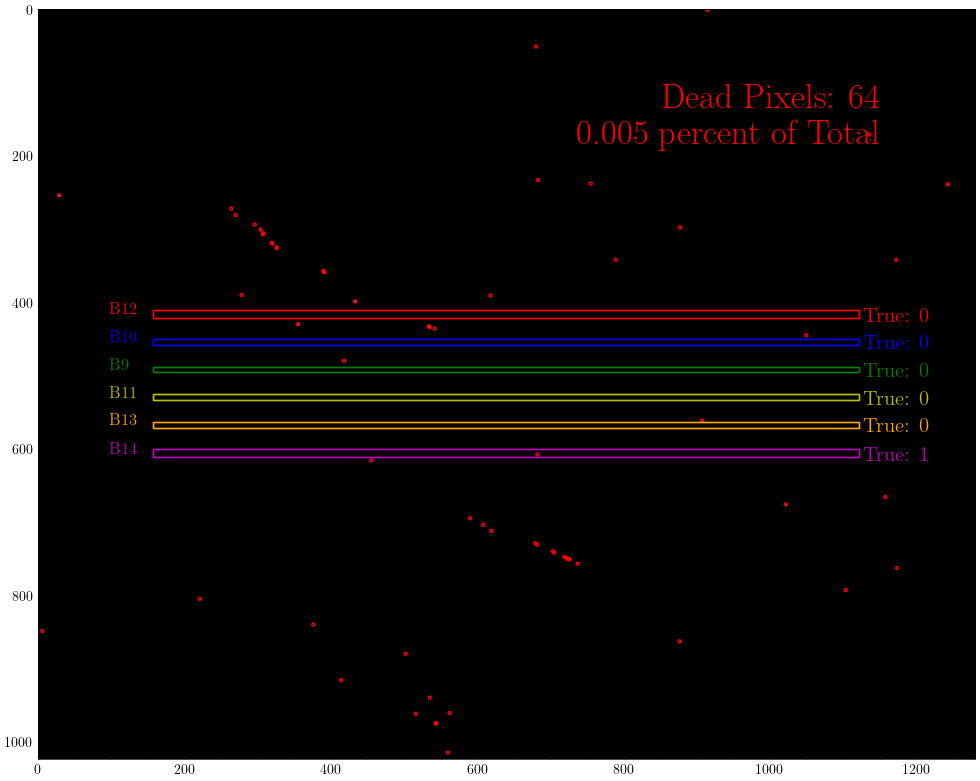 0
Dead Pixels: 64
0.005 percent of Total
200
400
B12
True: 0
B10
True: 0
B9
True: 0
B11
True: 0
B13
True: 0
600
B14
True: 1
800
1000
0 200 400 600 800 1000 1200